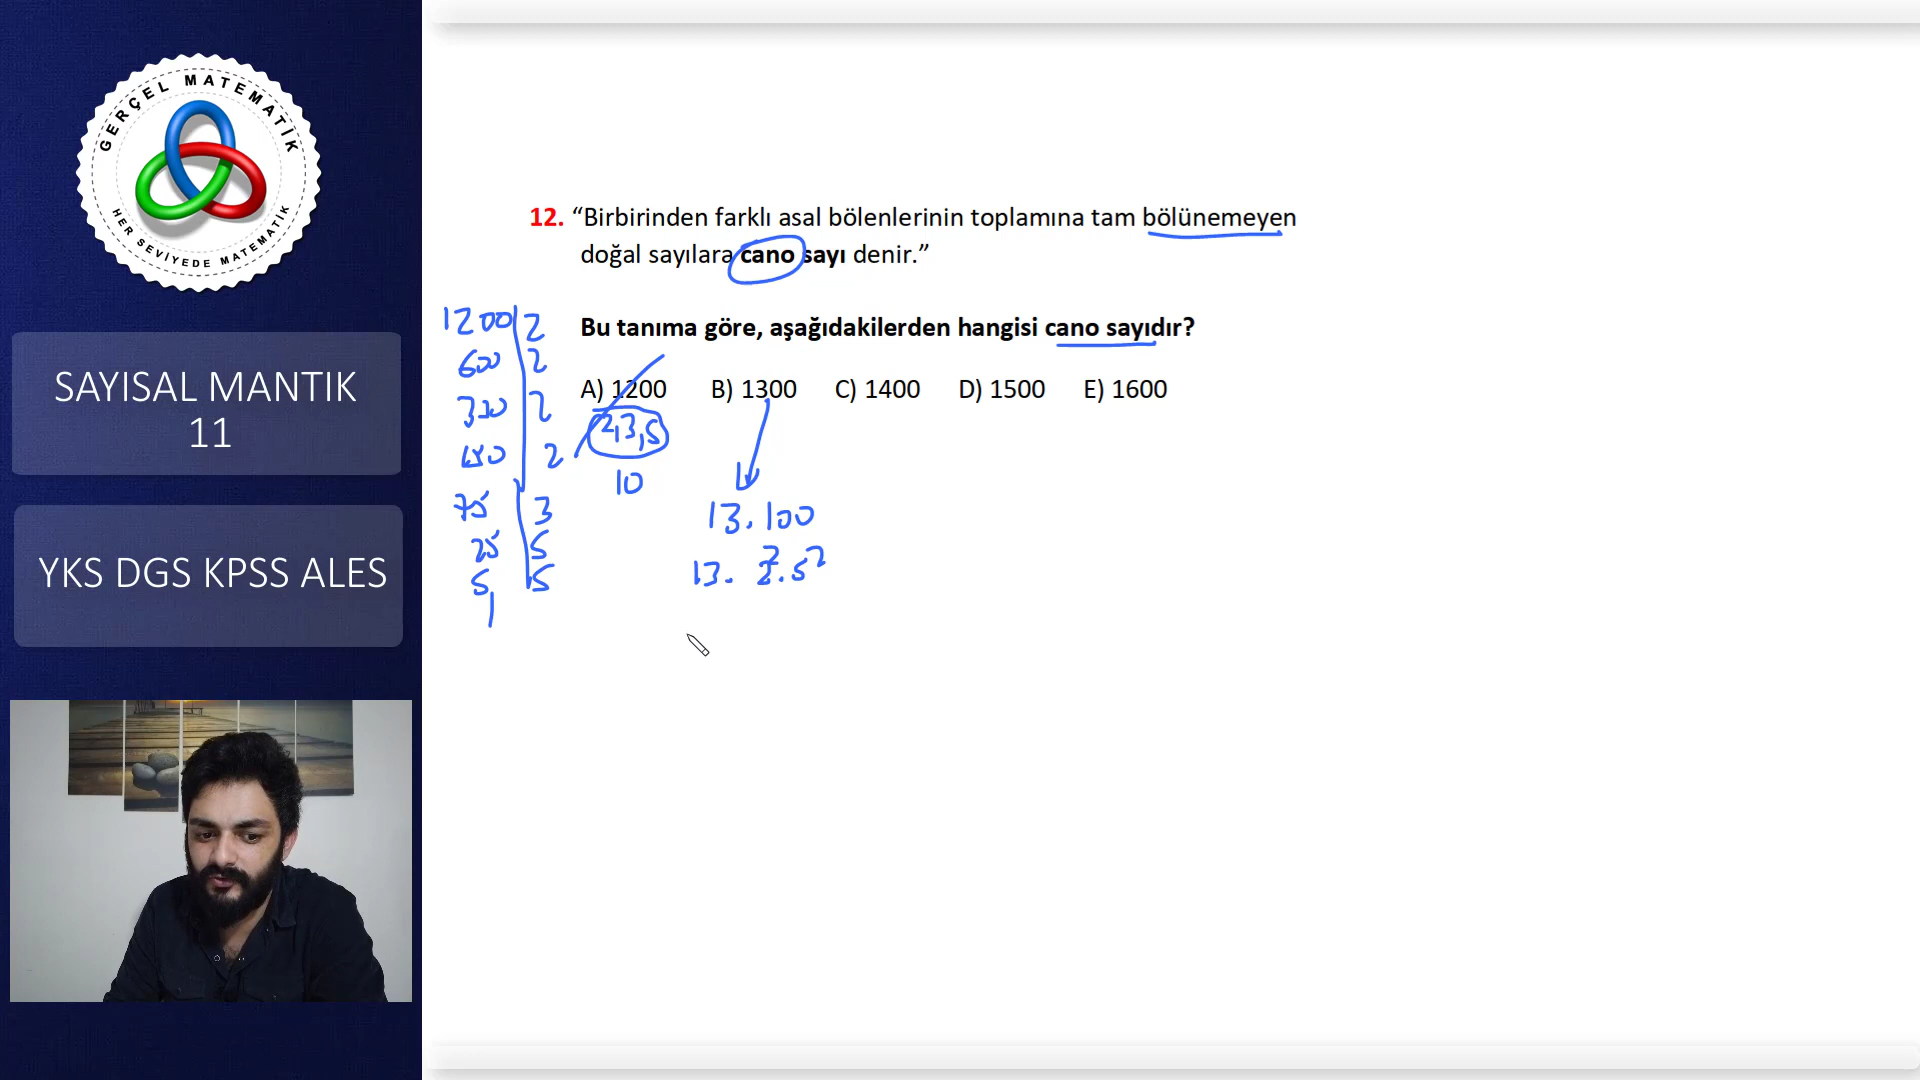 GERÇEL MATEMATİK
HER SEVİYEDE MATEMATİK
SAYISAL MANTIK
11
YKS DGS KPSS ALES
12. “Birbirinden farklı asal bölenlerinin toplamına tam bölünemeyen
doğal sayılara cano sayı denir.”
Bu tanıma göre, aşağıdakilerden hangisi cano sayıdır?
A) 1200 B) 1300 C) 1400 D) 1500 E) 1600
1200 2
600 2
300 2
150 2
75 3
25 5
5 5
1
2,3,5
10
13.100
13. 2².5²